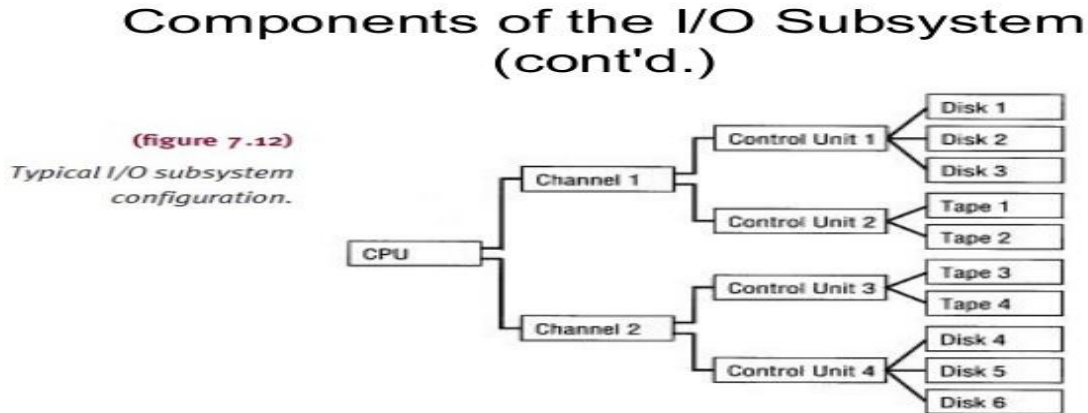 Components of the I/O Subsystem
(cont'd.)
(figure 7.12)
Typical I/O subsystem
configuration.
CPU
Channel 1
Channel 2
Control Unit 1
Control Unit 2
Control Unit 3
Control Unit 4
Disk 1
Disk 2
Disk 3
Tape 1
Tape 2
Tape 3
Tape 4
Disk 4
Disk 5
Disk 6